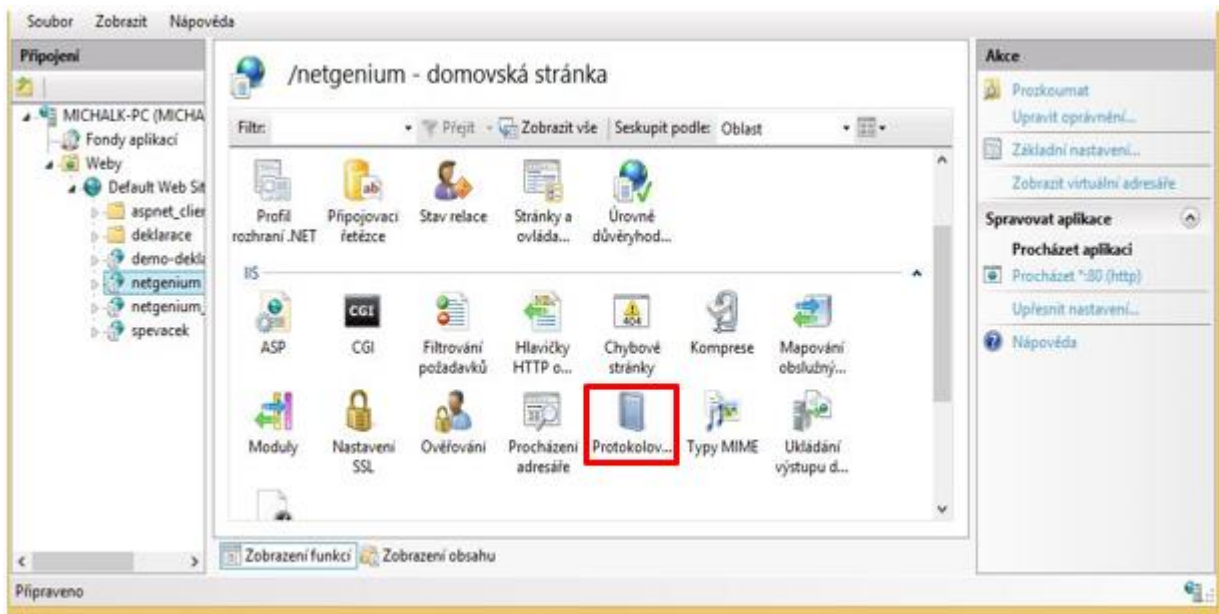 Soubor Zobrazit Nápověda
Připojení
MICHALK-PC (MICHA
Fondy aplikací
Weby
Default Web Sit
aspnet_clien
deklarace
demo-dekla
netgenium
netgenium_
spevacek
/netgenium - domovská stránka
Filtr: Přejít Zobrazit vše Seskupit podle: Oblast
Profil
rozhraní .NET
Připojovací
řetězce
Stav relace
Stránky a
ovláda...
Úrovně
důvěryhod...
IIS
ASP
CGI
Filtrování
požadavků
Hlavičky
HTTP o...
Chybové
stránky
Komprese
Mapování
obslužný...
Moduly
Nastavení
SSL
Ověřování
Procházení
adresáře
Protokolov...
Typy MIME
Ukládání
výstupu d...
Zobrazení funkcí Zobrazení obsahu
Akce
Prozkoumat
Upravit oprávnění...
Základní nastavení...
Zobrazit virtuální adresáře
Spravovat aplikace
Procházet aplikaci
Procházet *:80 (http)
Upřesnit nastavení...
Nápověda
Připraveno